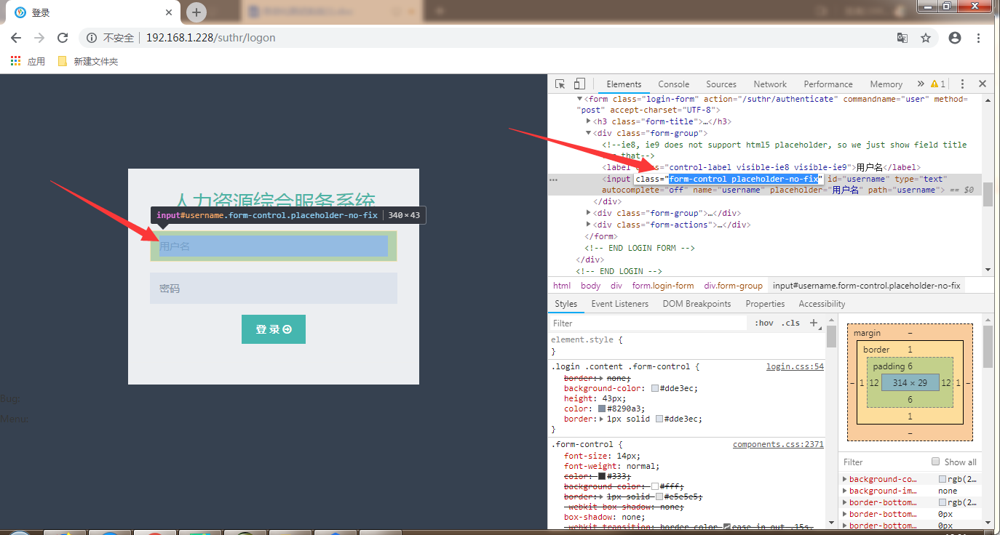 登录
不安全 192.168.1.228/suthr/logon
应用 新建文件夹
人力资源综合服务系统
input#username.form-control.placeholder-no-fix 340×43
用户名
密码
登 录
Bug:
Menu:
Elements Console Sources Network Performance Memory » 1
▼<form class="login-form" action="/suthr/authenticate" commandname="user" method=
"post" accept-charset="UTF-8">
▶<h3 class="form-title">…</h3>
▼<div class="form-group">
<!--ie8, ie9 does not support html5 placeholder, so we just show field title
that-->
<label class="control-label visible-ie8 visible-ie9">用户名</label>
… <input class="form-control placeholder-no-fix" id="username" type="text"
autocomplete="off" name="username" placeholder="用户名" path="username"> == $0
</div>
▶<div class="form-group">…</div>
▶<div class="form-actions">…</div>
</form>
<!-- END LOGIN FORM -->
</div>
<!-- END LOGIN -->
html body div form.login-form div.form-group input#username.form-control.placeholder-no-fix
Styles Event Listeners DOM Breakpoints Properties Accessibility
Filter :hov .cls +
element.style {
}
.login .content .form-control { login.css:54
border:▶ none;
background-color: #dde3ec;
height: 43px;
color: #8290a3;
border:▶ 1px solid #dde3ec;
}
.form-control { components.css:2371
font-size: 14px;
font-weight: normal;
color: #333;
background-color: #fff;
border:▶ 1px solid #e5e5e5;
-webkit-box-shadow: none;
box-shadow: none;
-webkit-transition: border-color ease-in-out .15s,
margin –
border 1
padding 6
– 1 12 314 × 29 12 1 –
6
1
–
Filter Show all
▶ background-co… rgb(2…
background-im… none
▶ border-bottom… rgb(2…
▶ border-bottom… 0px
▶ border-bottom… 0px